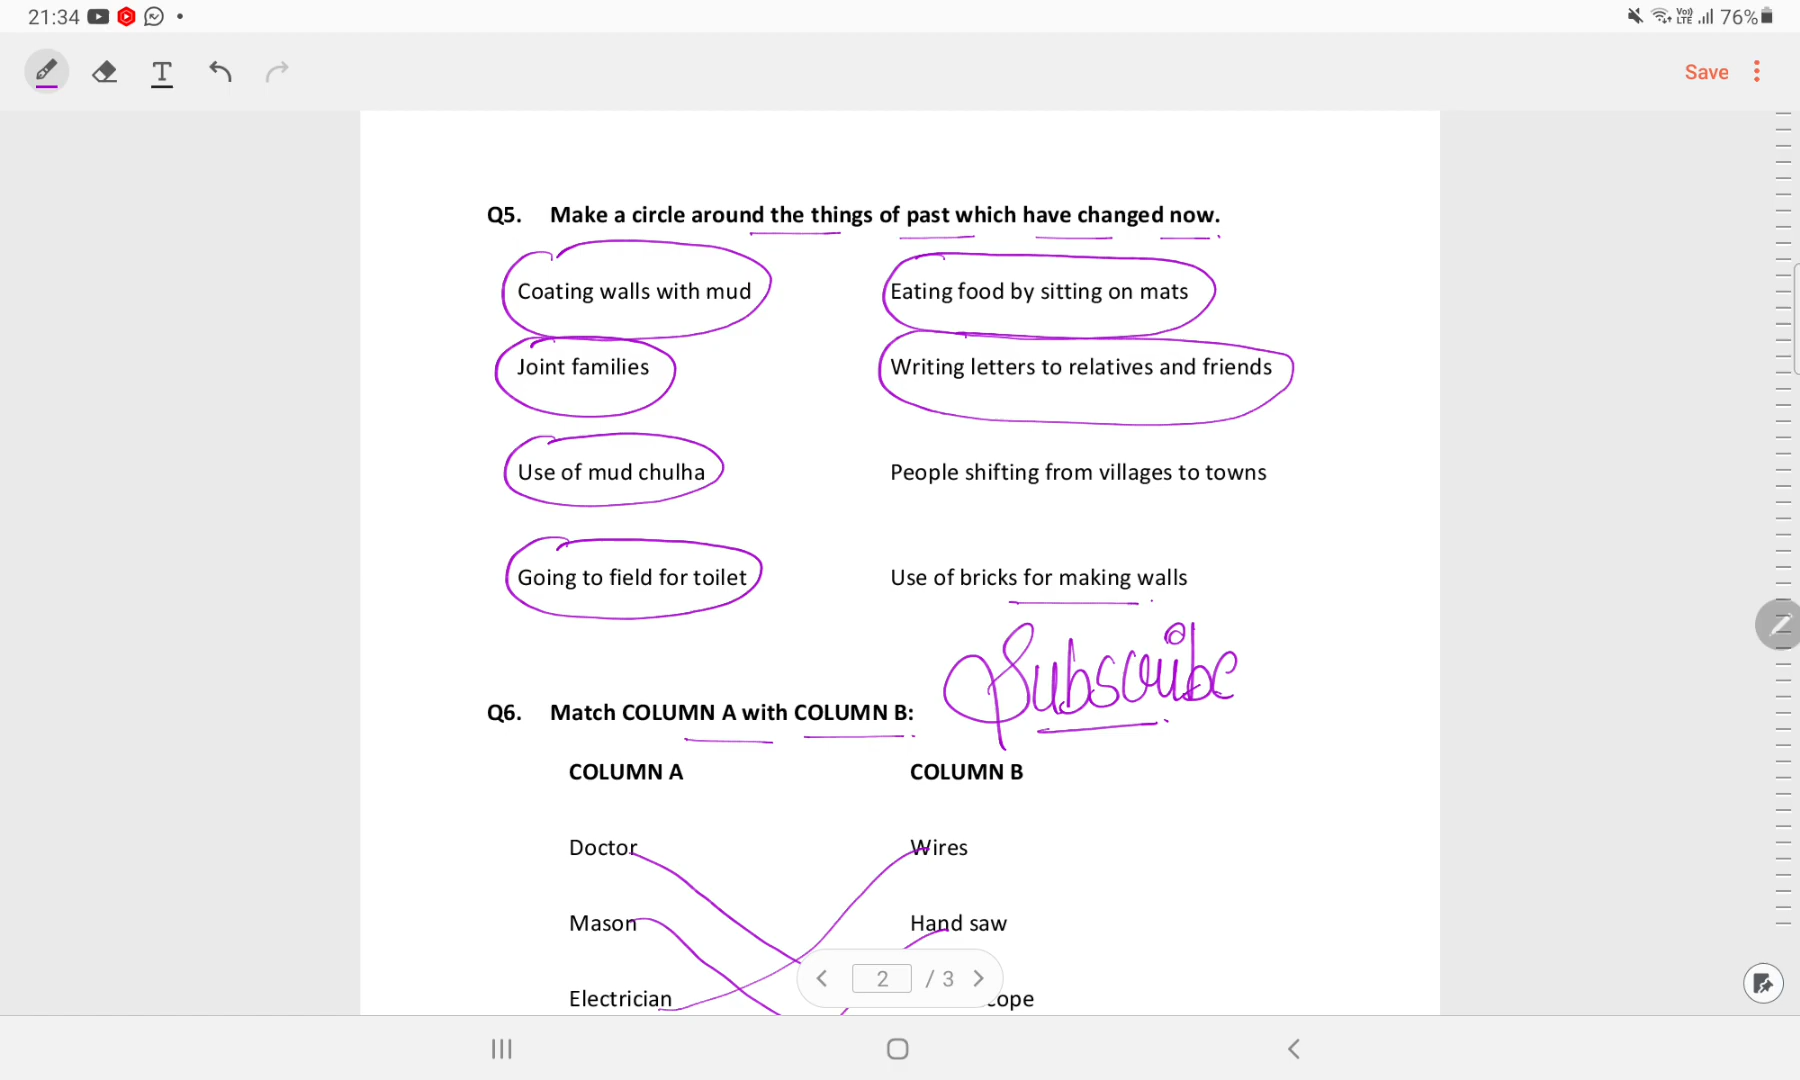 21:34
76%
Save
Q5. Make a circle around the things of past which have changed now.
Coating walls with mud Eating food by sitting on mats
Joint families Writing letters to relatives and friends
Use of mud chulha People shifting from villages to towns
Going to field for toilet Use of bricks for making walls
Subscribe
Q6. Match COLUMN A with COLUMN B:
COLUMN A COLUMN B
Doctor Wires
Mason Hand saw
Electrician
2 / 3